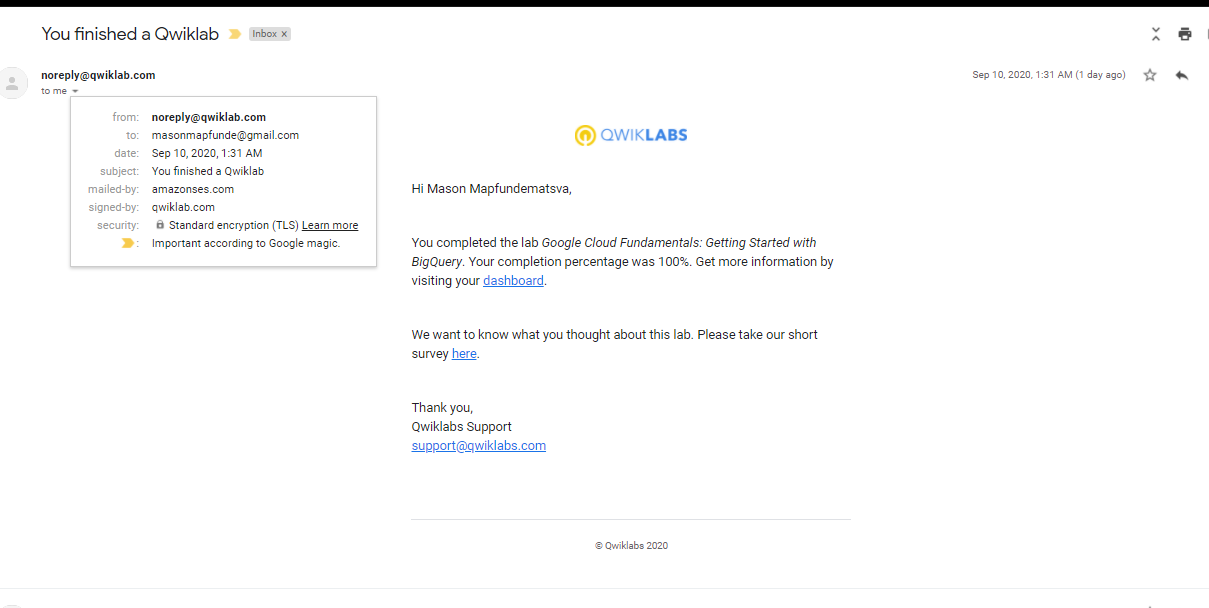 You finished a Qwiklab Inbox x
noreply@qwiklab.com Sep 10, 2020, 1:31 AM (1 day ago)
to me
from: noreply@qwiklab.com
to: masonmapfunde@gmail.com
date: Sep 10, 2020, 1:31 AM
subject: You finished a Qwiklab
mailed-by: amazonses.com
signed-by: qwiklab.com
security: Standard encryption (TLS) Learn more
: Important according to Google magic.
QWIKLABS
Hi Mason Mapfundematsva,
You completed the lab Google Cloud Fundamentals: Getting Started with
BigQuery. Your completion percentage was 100%. Get more information by
visiting your dashboard.
We want to know what you thought about this lab. Please take our short
survey here.
Thank you,
Qwiklabs Support
support@qwiklabs.com
© Qwiklabs 2020